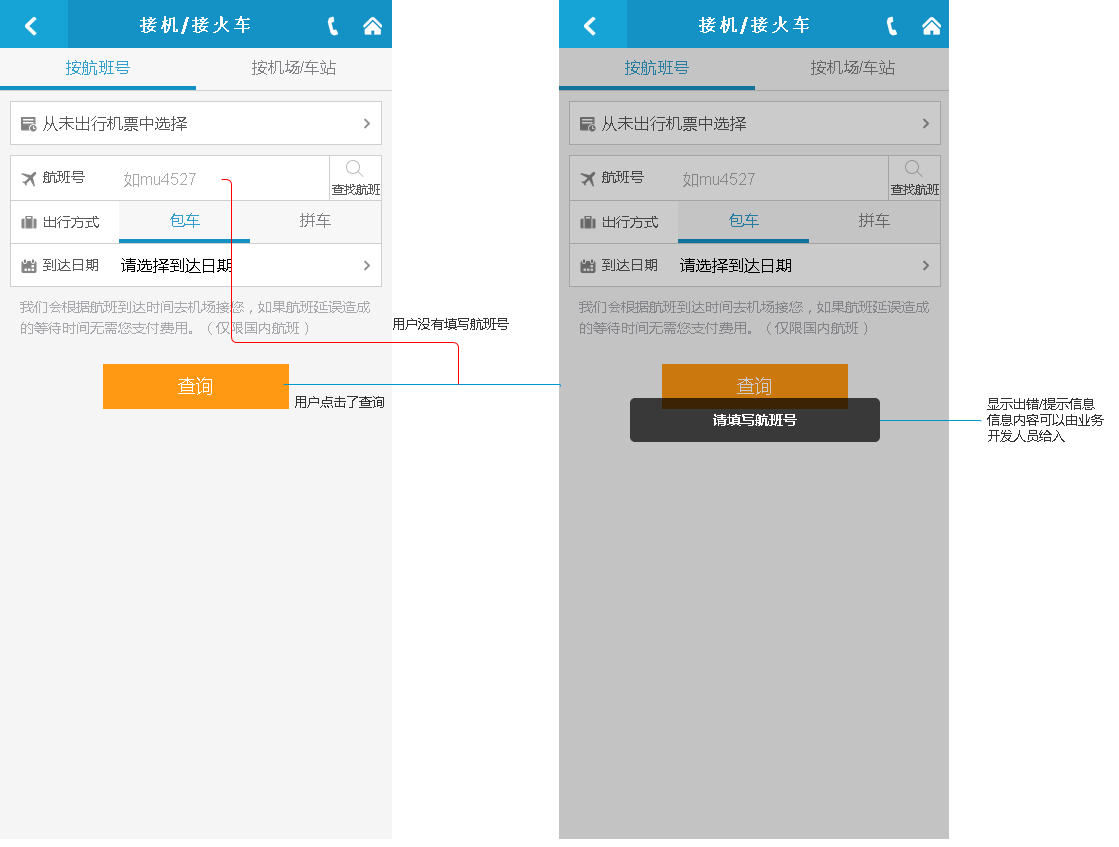 接机/接火车
按航班号
按机场/车站
从未出行机票中选择
航班号
如mu4527
查找航班
出行方式
包车
拼车
到达日期
请选择到达日期
我们会根据航班到达时间去机场接您，如果航班延误造成
的等待时间无需您支付费用。（仅限国内航班）
查询
用户没有填写航班号
用户点击了查询
接机/接火车
按航班号
按机场/车站
从未出行机票中选择
航班号
如mu4527
查找航班
出行方式
包车
拼车
到达日期
请选择到达日期
我们会根据航班到达时间去机场接您，如果航班延误造成
的等待时间无需您支付费用。（仅限国内航班）
查询
请填写航班号
显示出错/提示信息
信息内容可以由业务
开发人员给入